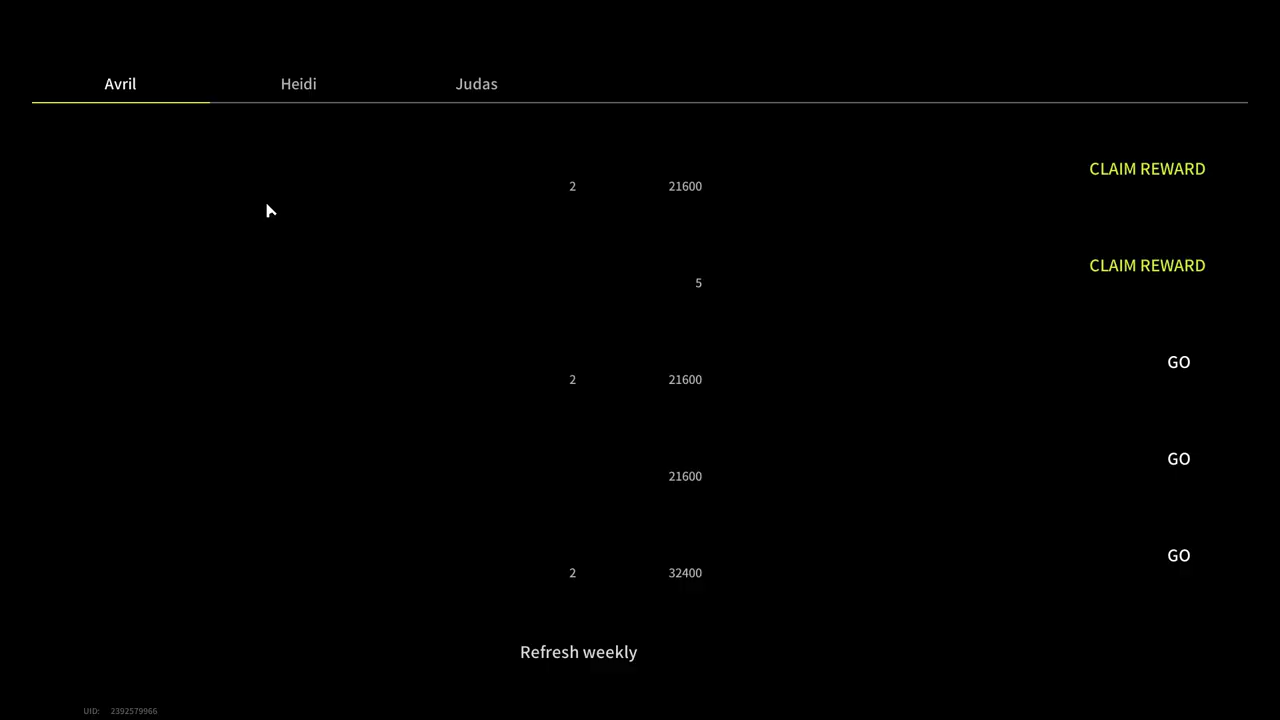 Avril Heidi Judas
CLAIM REWARD
2 21600
CLAIM REWARD
5
GO
2 21600
GO
21600
GO
2 32400
Refresh weekly
UID: 2392579966